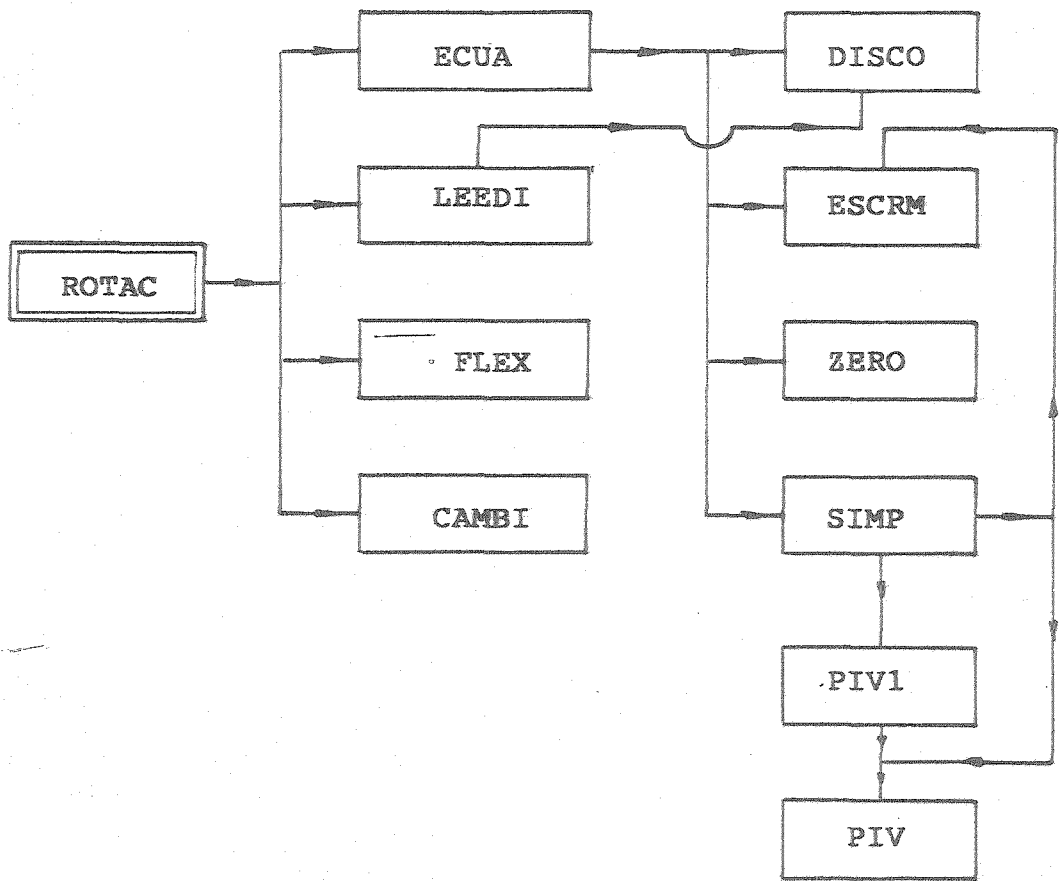 ECUA
DISCO
LEEDI
ESCRM
ROTAC
FLEX
ZERO
CAMBI
SIMP
PIV1
PIV